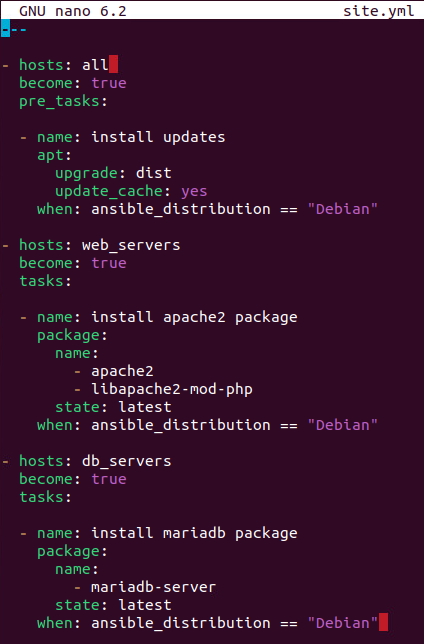 GNU nano 6.2 site.yml
---
- hosts: all
  become: true
  pre_tasks:
  - name: install updates
    apt:
      upgrade: dist
      update_cache: yes
    when: ansible_distribution == "Debian"
- hosts: web_servers
  become: true
  tasks:
  - name: install apache2 package
    package:
      name:
        - apache2
        - libapache2-mod-php
      state: latest
    when: ansible_distribution == "Debian"
- hosts: db_servers
  become: true
  tasks:
  - name: install mariadb package
    package:
      name:
        - mariadb-server
      state: latest
    when: ansible_distribution == "Debian"